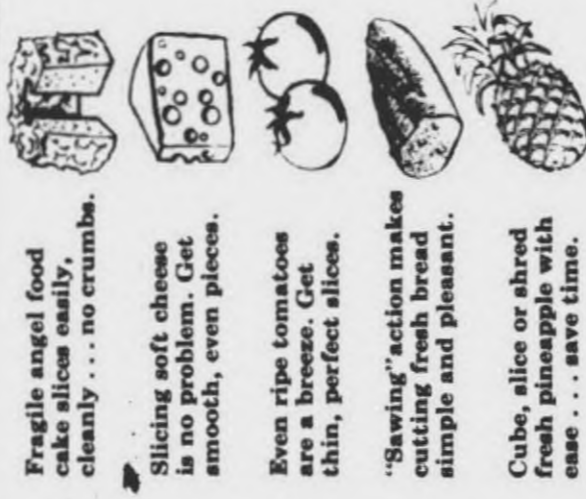 Fragile angel food
cake slices easily,
cleanly . . . no crumbs.
Slicing soft cheese
is no problem. Get
smooth, even pieces.
Even ripe tomatoes
are a breeze. Get
thin, perfect slices.
"Sawing" action makes
cutting fresh bread
simple and pleasant.
Cube, slice or shred
fresh pineapple with
ease . . . save time.